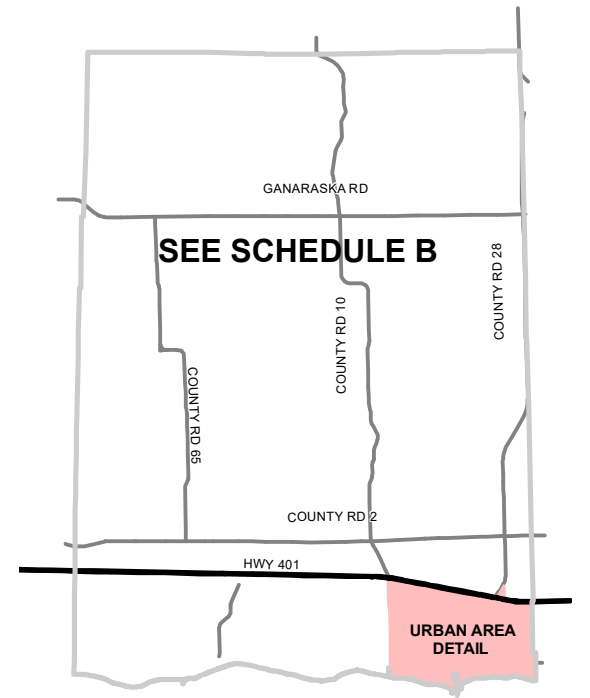 GANARASKA RD
SEE SCHEDULE B
COUNTY RD 28
COUNTY RD 10
COUNTY RD 65
COUNTY RD 2
HWY 401
URBAN AREA
DETAIL